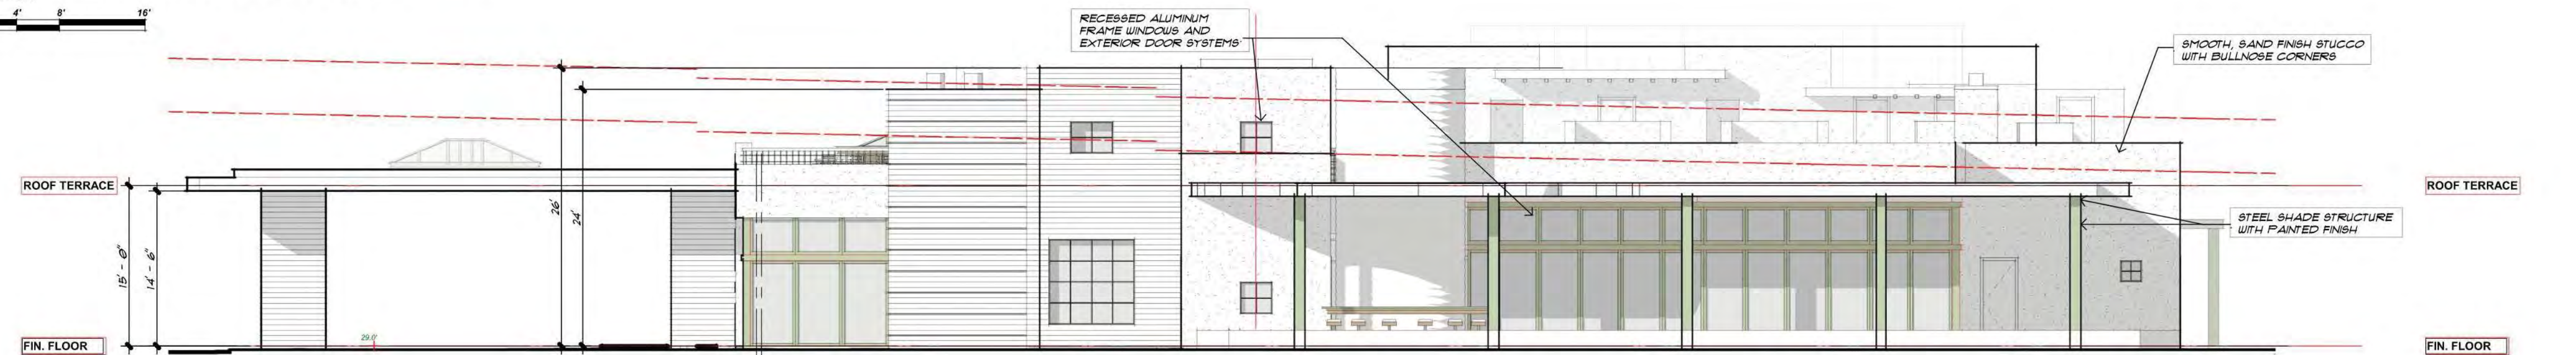 4' 8' 16'
RECESSED ALUMINUM
FRAME WINDOWS AND
EXTERIOR DOOR SYSTEMS
SMOOTH, SAND FINISH STUCCO
WITH BULLNOSE CORNERS
ROOF TERRACE
ROOF TERRACE
26'
24'
15' - 0"
14' - 6"
STEEL SHADE STRUCTURE
WITH PAINTED FINISH
29.0'
FIN. FLOOR
FIN. FLOOR